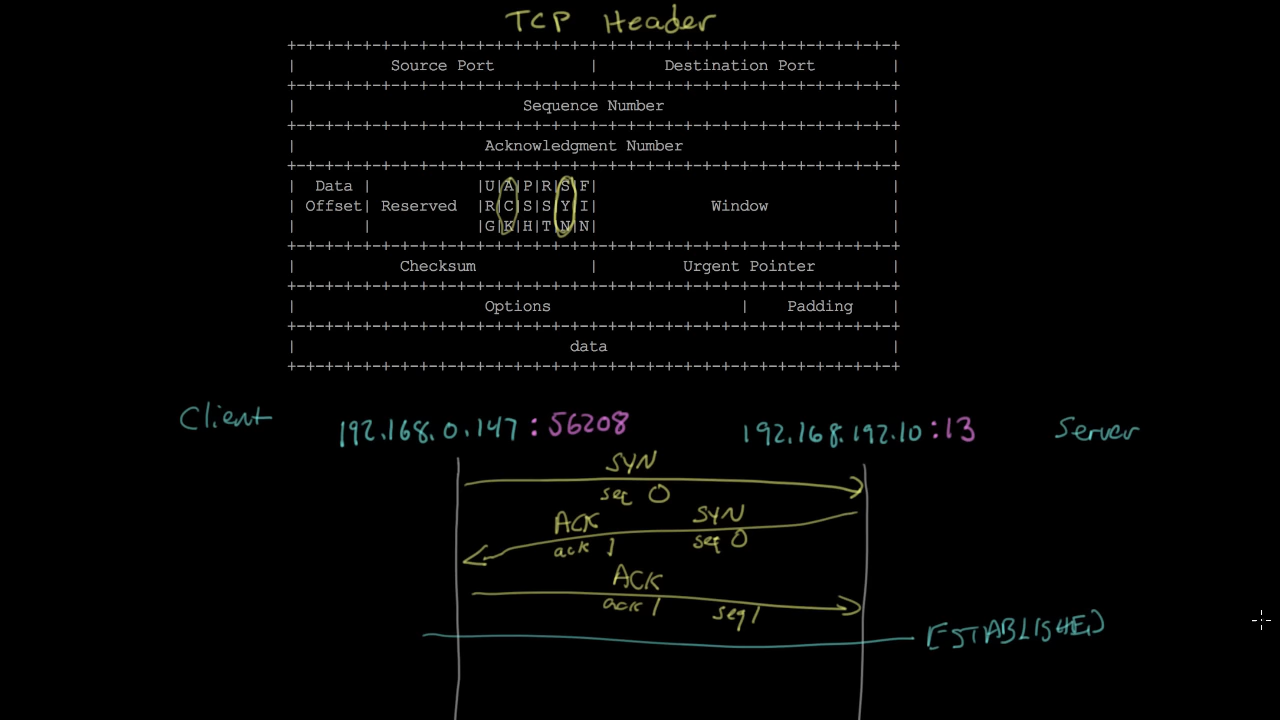 TCP Header
Source Port | Destination Port
Sequence Number
Acknowledgment Number
Data | |U|A|P|R|S|F|
Offset| Reserved |R|C|S|S|Y|I| Window
| |G|K|H|T|N|N|
Checksum | Urgent Pointer
Options | Padding
data
Client 192.168.0.147:56208 192.168.192.10:13 Server
SYN
seq 0
ACK SYN
ack 1 seq 0
ACK
ack 1 seq 1
ESTABLISHED